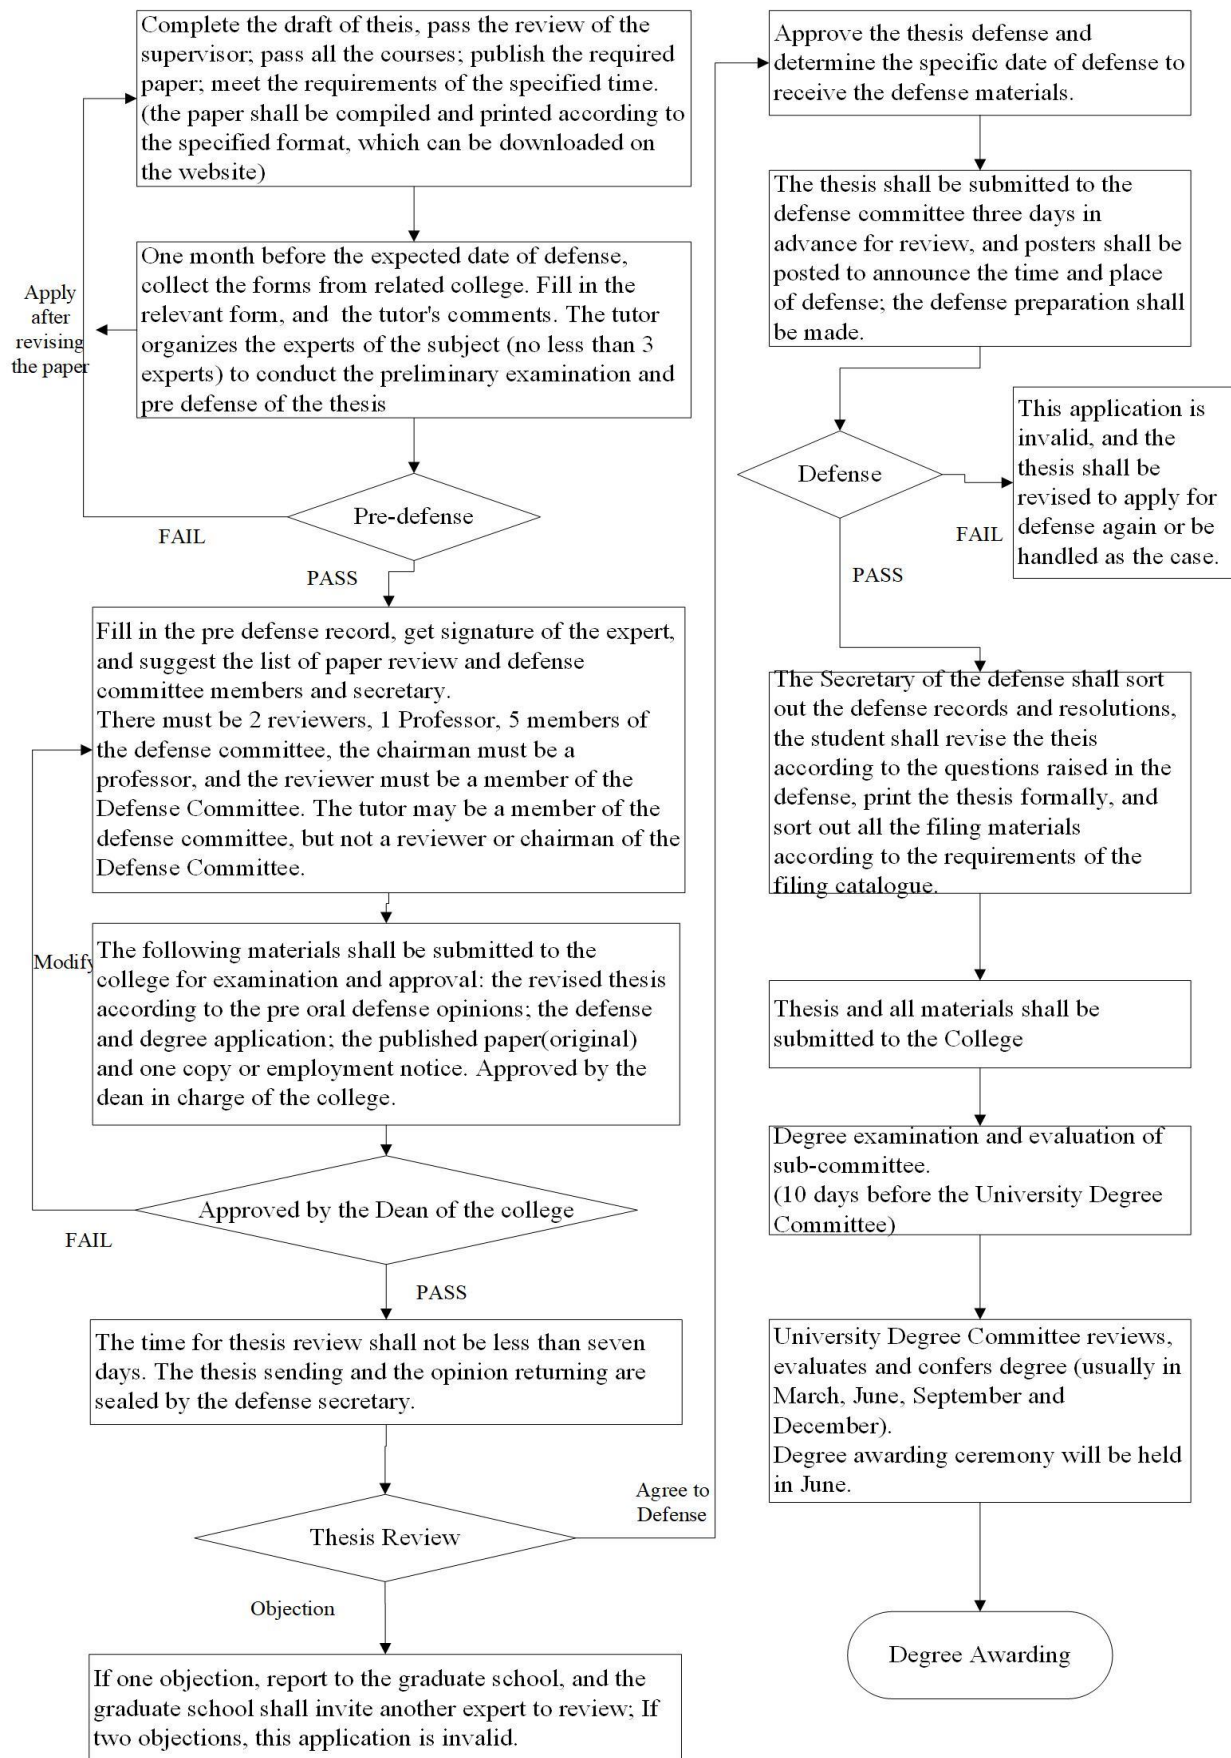 Complete the draft of theis, pass the review of the
supervisor; pass all the courses; publish the required
paper; meet the requirements of the specified time.
(the paper shall be compiled and printed according to
the specified format, which can be downloaded on
the website)
One month before the expected date of defense,
collect the forms from related college. Fill in the
relevant form, and the tutor's comments. The tutor
organizes the experts of the subject (no less than 3
experts) to conduct the preliminary examination and
pre defense of the thesis
Apply
after
revising
the paper
Pre-defense
FAIL
PASS
Fill in the pre defense record, get signature of the expert,
and suggest the list of paper review and defense
committee members and secretary.
There must be 2 reviewers, 1 Professor, 5 members of
the defense committee, the chairman must be a
professor, and the reviewer must be a member of the
Defense Committee. The tutor may be a member of the
defense committee, but not a reviewer or chairman of the
Defense Committee.
Modify
The following materials shall be submitted to the
college for examination and approval: the revised thesis
according to the pre oral defense opinions; the defense
and degree application; the published paper(original)
and one copy or employment notice. Approved by the
dean in charge of the college.
Approved by the Dean of the college
FAIL
PASS
The time for thesis review shall not be less than seven
days. The thesis sending and the opinion returning are
sealed by the defense secretary.
Thesis Review
Agree to
Defense
Objection
If one objection, report to the graduate school, and the
graduate school shall invite another expert to review; If
two objections, this application is invalid.
Approve the thesis defense and
determine the specific date of defense to
receive the defense materials.
The thesis shall be submitted to the
defense committee three days in
advance for review, and posters shall be
posted to announce the time and place
of defense; the defense preparation shall
be made.
Defense
FAIL
PASS
This application is
invalid, and the
thesis shall be
revised to apply for
defense again or be
handled as the case.
The Secretary of the defense shall sort
out the defense records and resolutions,
the student shall revise the theis
according to the questions raised in the
defense, print the thesis formally, and
sort out all the filing materials
according to the requirements of the
filing catalogue.
Thesis and all materials shall be
submitted to the College
Degree examination and evaluation of
sub-committee.
(10 days before the University Degree
Committee)
University Degree Committee reviews,
evaluates and confers degree (usually in
March, June, September and
December).
Degree awarding ceremony will be held
in June.
Degree Awarding